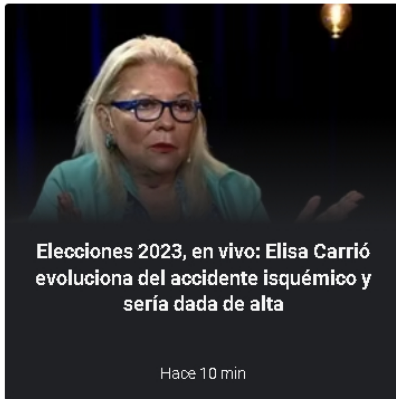 Elecciones 2023, en vivo: Elisa Carrió
evoluciona del accidente isquémico y
sería dada de alta
Hace 10 min